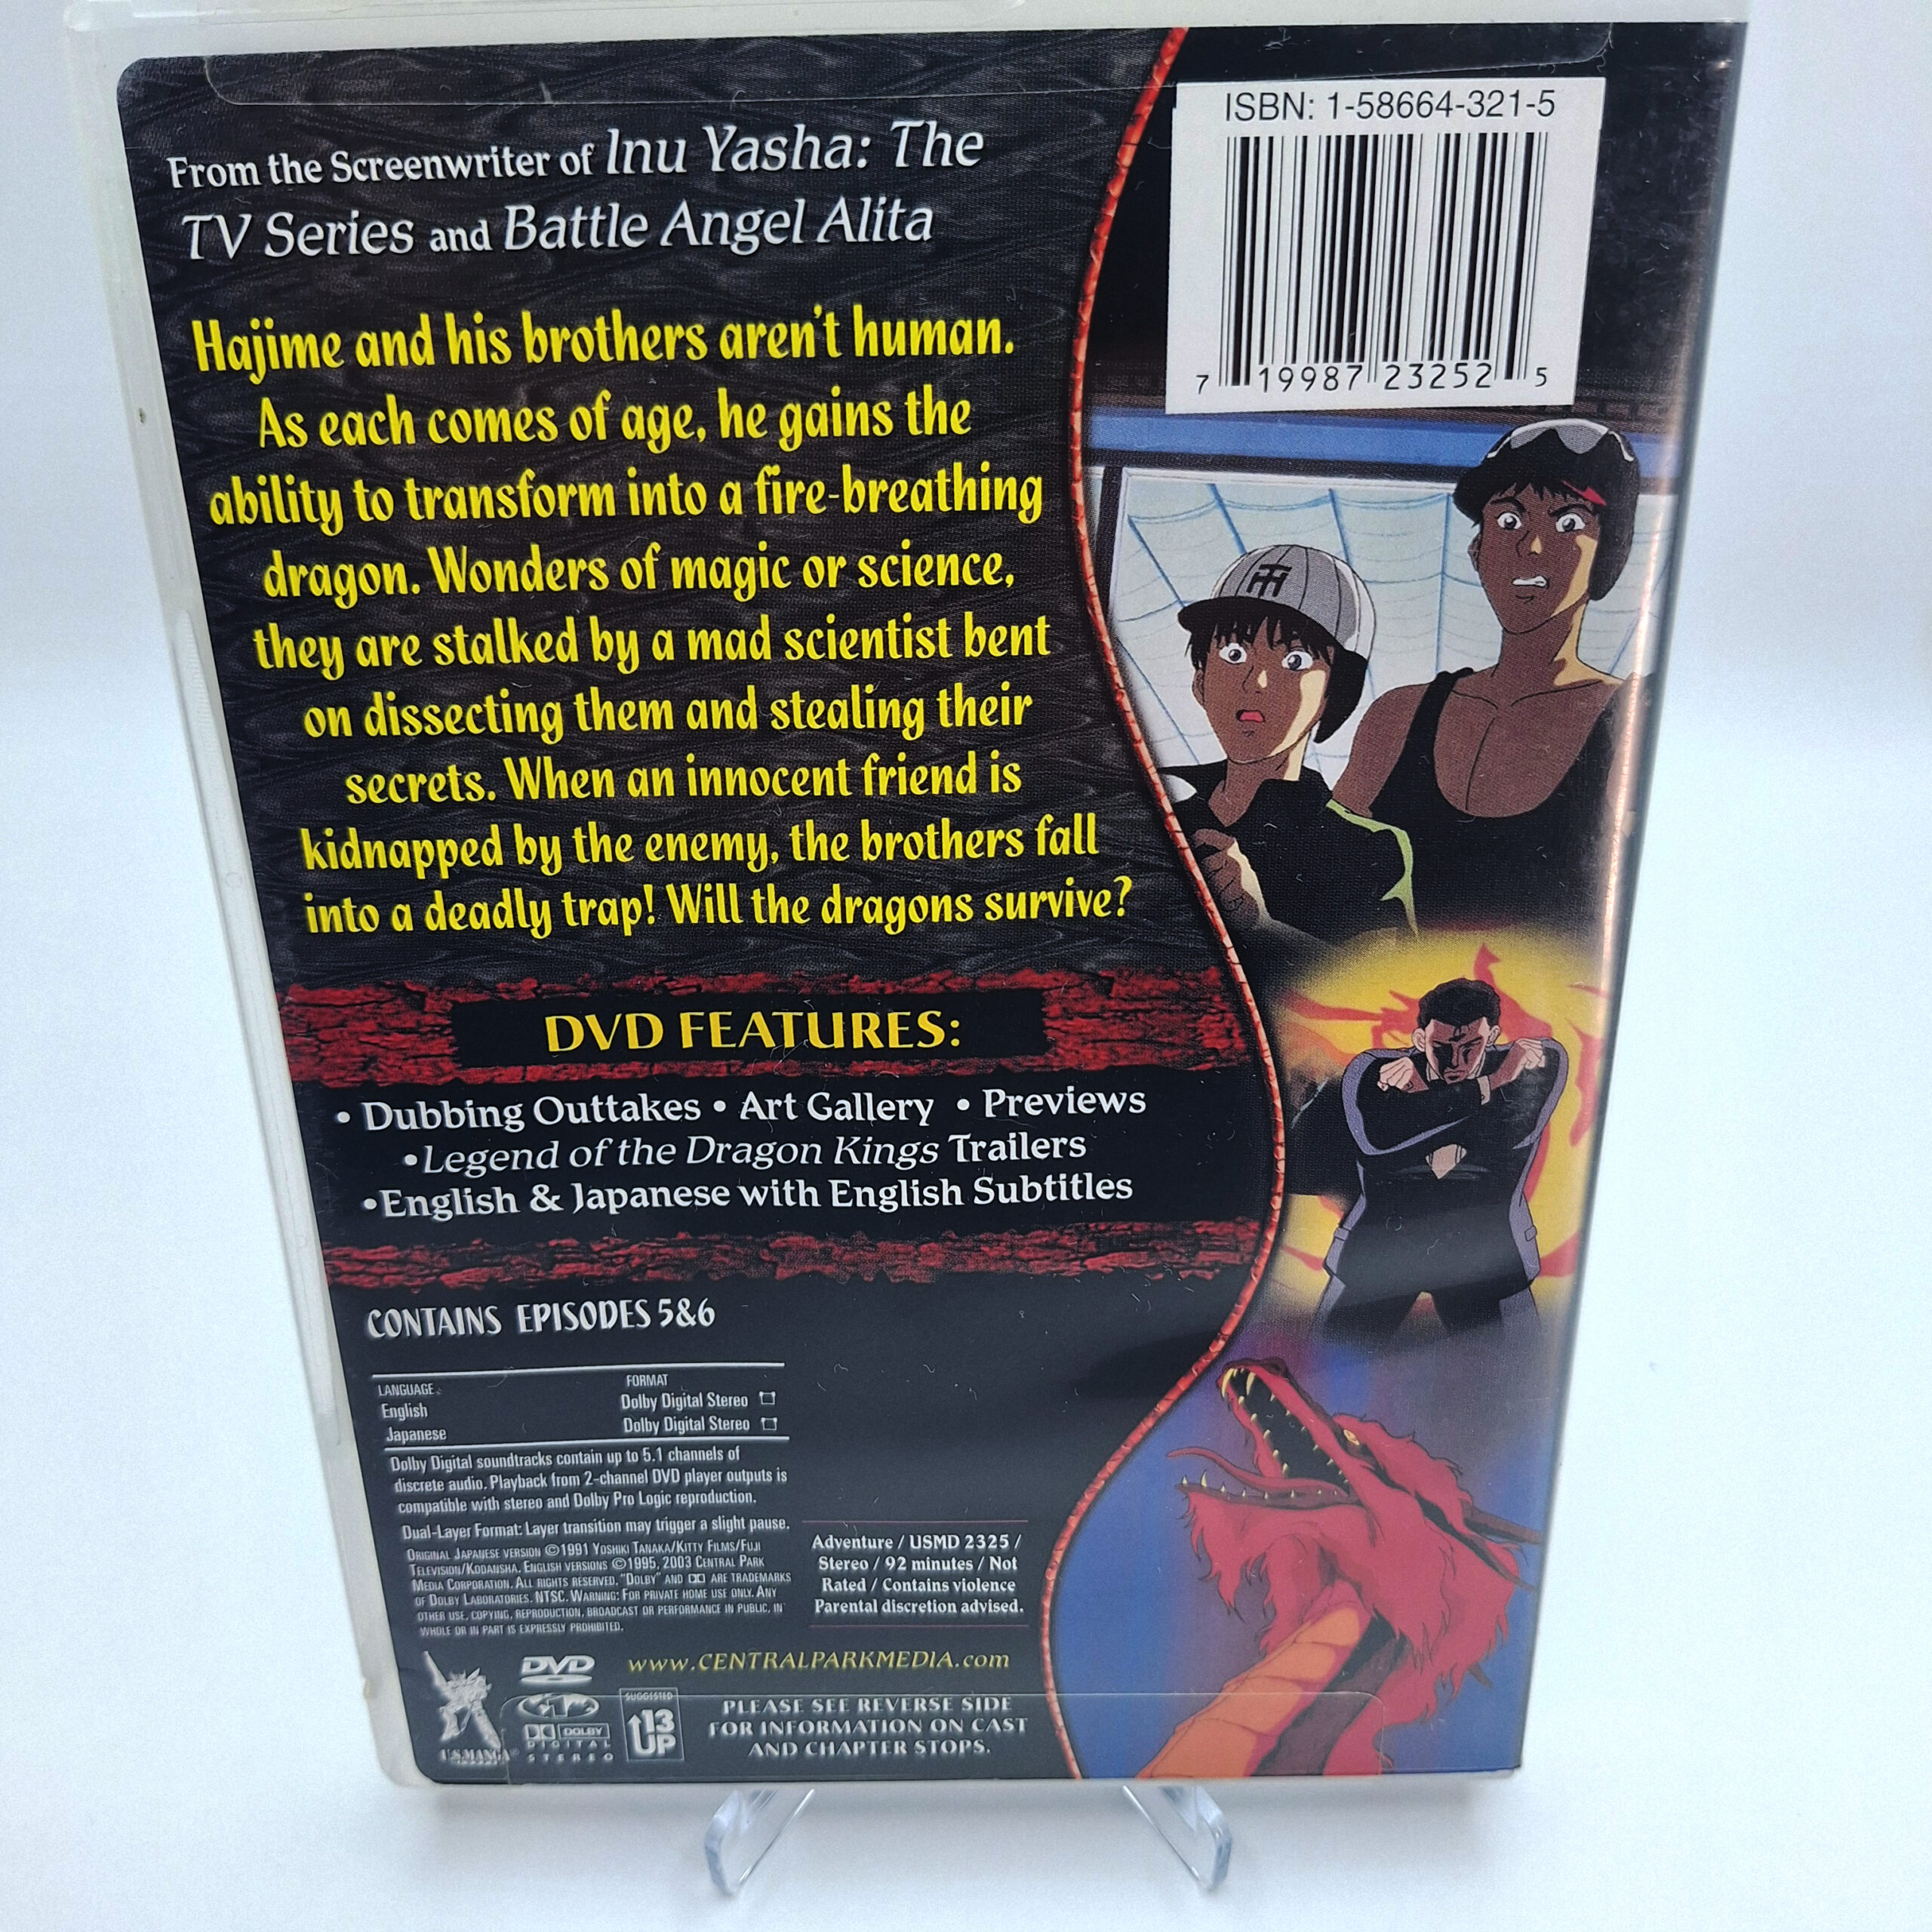 From the Screenwriter of Inu Yasha: The
TV Series and Battle Angel Alita
Hajime and his brothers aren't human.
As each comes of age, he gains the
ability to transform into a fire-breathing
dragon. Wonders of magic or science,
they are stalked by a mad scientist bent
on dissecting them and stealing their
secrets. When an innocent friend is
kidnapped by the enemy, the brothers fall
into a deadly trap! Will the dragons survive?
ISBN: 1-58664-321-5
7 19987 23252 5
TH
DVD FEATURES:
• Dubbing Outtakes • Art Gallery • Previews
•Legend of the Dragon Kings Trailers
•English & Japanese with English Subtitles
CONTAINS EPISODES 5&6
LANGUAGE FORMAT
English Dolby Digital Stereo
Japanese Dolby Digital Stereo
Dolby Digital soundtracks contain up to 5.1 channels of
discrete audio. Playback from 2-channel DVD player outputs is
compatible with stereo and Dolby Pro Logic reproduction.
Dual-Layer Format: Layer transition may trigger a slight pause.
ORIGINAL JAPANESE VERSION ©1991 YOSHIKI TANAKA/KITTY FILMS/FUJI
TELEVISION/KODANSHA. ENGLISH VERSIONS ©1995, 2003 CENTRAL PARK
MEDIA CORPORATION. ALL RIGHTS RESERVED. "DOLBY" AND ARE TRADEMARKS
OF DOLBY LABORATORIES. NTSC. WARNING: FOR PRIVATE HOME USE ONLY. ANY
OTHER USE, COPYING, REPRODUCTION, BROADCAST OR PERFORMANCE IN PUBLIC, IN
WHOLE OR IN PART IS EXPRESSLY PROHIBITED.
Adventure / USMD 2325 /
Stereo / 92 minutes / Not
Rated / Contains violence
Parental discretion advised.
U.S.MANGA
DVD
DOLBY
DIGITAL
STEREO
SUGGESTED
13
UP
www.CENTRALPARKMEDIA.com
PLEASE SEE REVERSE SIDE
FOR INFORMATION ON CAST
AND CHAPTER STOPS.